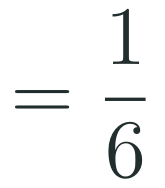 = 1/6